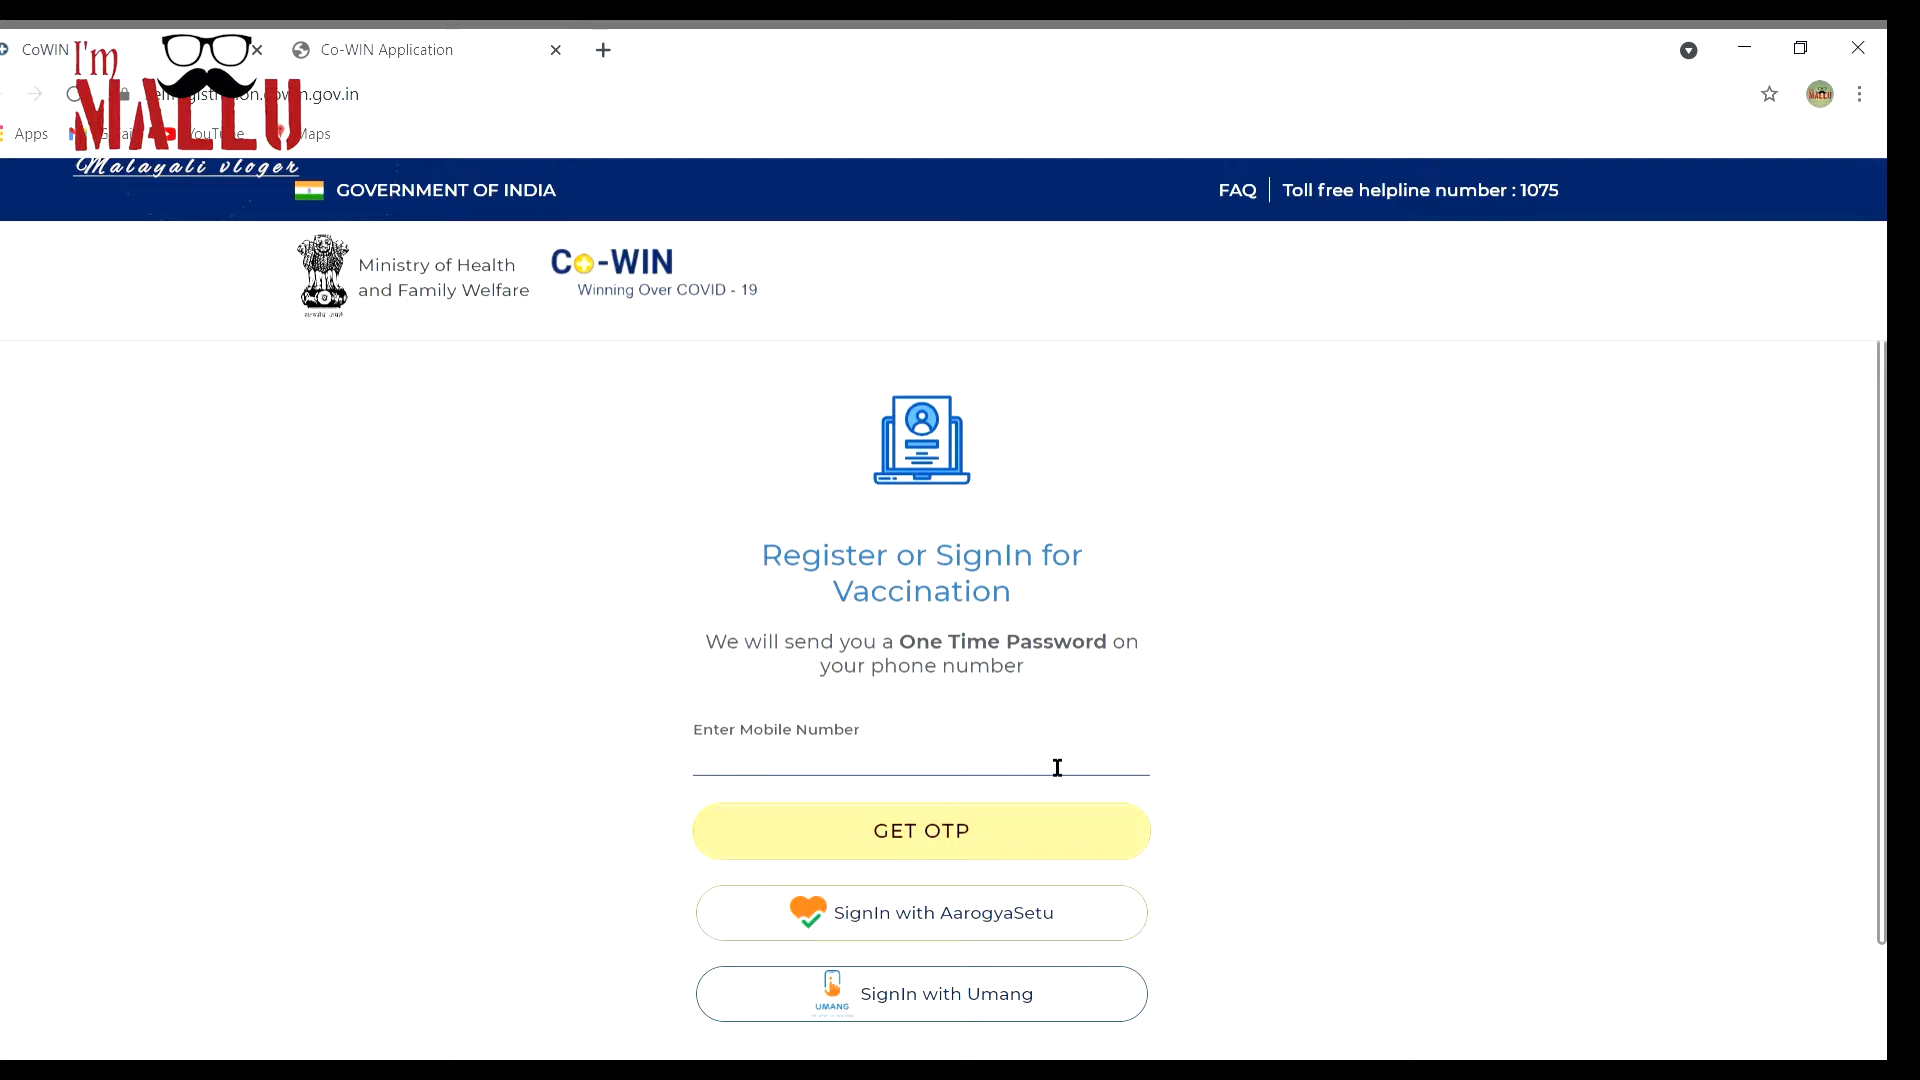 CoWIN
Co-WIN Application
I'm
MALLU
Malayali vloger
.gov.in
Apps
YouTube
Maps
GOVERNMENT OF INDIA
FAQ
Toll free helpline number : 1075
Ministry of Health
and Family Welfare
Co-WIN
Winning Over COVID - 19
Register or SignIn for
Vaccination
We will send you a One Time Password on
your phone number
Enter Mobile Number
GET OTP
SignIn with AarogyaSetu
UMANG
SignIn with Umang